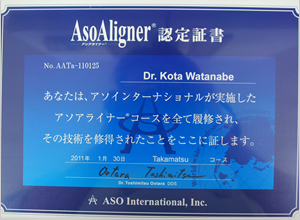 AsoAligner® 認定証書
アソアライナー®
No. AATa-110125
Dr. Kota Watanabe
あなたは、アソインターナショナルが実施した
アソアライナー®コースを全て履修され、
その技術を修得されたことをここに証します。
2011年 1月 30日 Takamatsu コース
Ootara Toshimitsu
Dr. Toshimitsu Ootara DDS
ASO International, Inc.